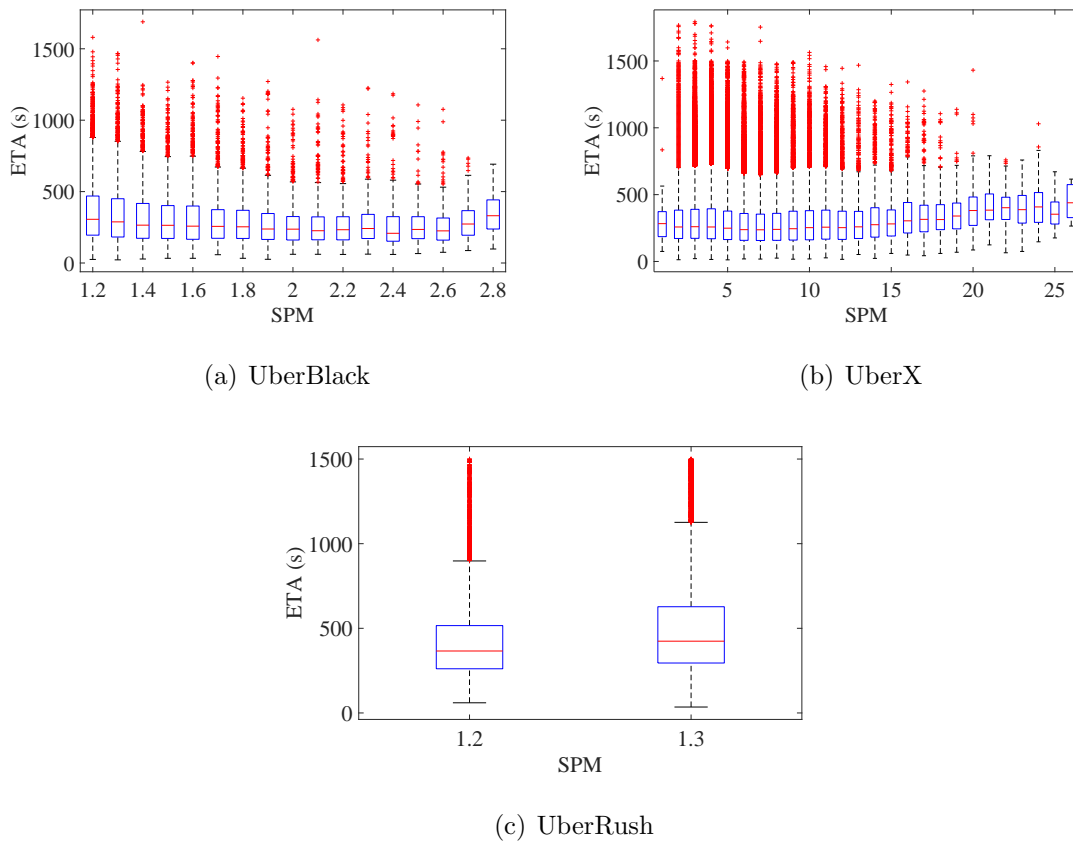 1500
1000
500
0
ETA (s)
1.2 1.4 1.6 1.8 2 2.2 2.4 2.6 2.8
SPM
(a) UberBlack
1500
1000
500
0
ETA (s)
5 10 15 20 25
SPM
(b) UberX
1500
1000
500
0
ETA (s)
1.2 1.3
SPM
(c) UberRush